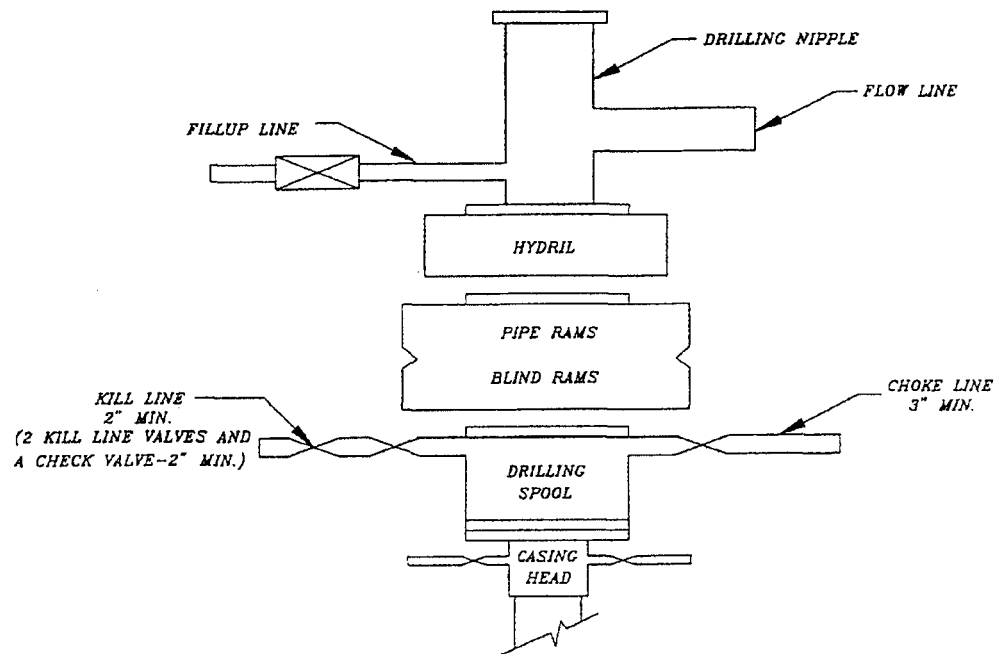 DRILLING NIPPLE
FLOW LINE
FILLUP LINE
HYDRIL
PIPE RAMS
BLIND RAMS
KILL LINE
2" MIN.
(2 KILL LINE VALVES AND
A CHECK VALVE-2" MIN.)
CHOKE LINE
3" MIN.
DRILLING
SPOOL
CASING
HEAD